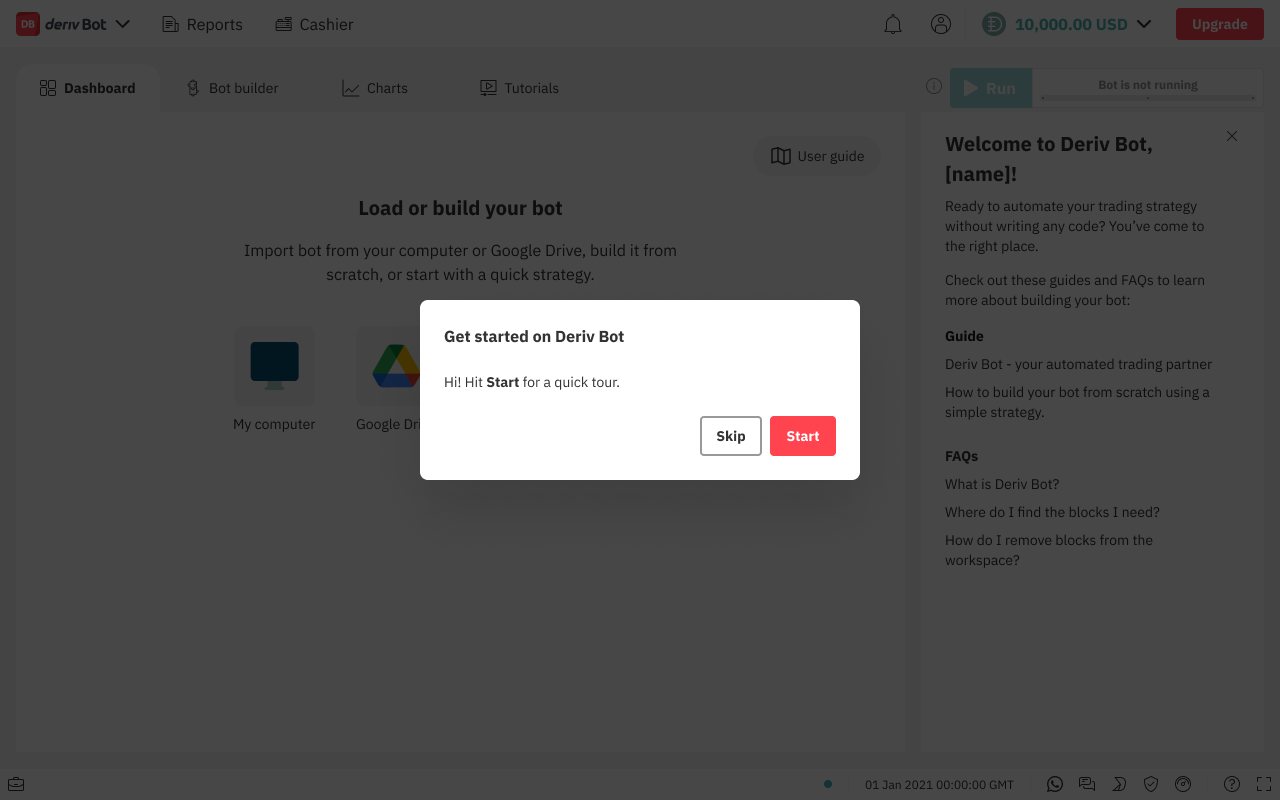 DB deriv Bot
Reports
Cashier
10,000.00 USD
Upgrade
Dashboard
Bot builder
Charts
Tutorials
Run
Bot is not running
User guide
Load or build your bot
Import bot from your computer or Google Drive, build it from
scratch, or start with a quick strategy.
My computer
Google Dri
Get started on Deriv Bot
Hi! Hit Start for a quick tour.
Skip
Start
Welcome to Deriv Bot,
[name]!
Ready to automate your trading strategy
without writing any code? You’ve come to
the right place.
Check out these guides and FAQs to learn
more about building your bot:
Guide
Deriv Bot - your automated trading partner
How to build your bot from scratch using a
simple strategy.
FAQs
What is Deriv Bot?
Where do I find the blocks I need?
How do I remove blocks from the
workspace?
01 Jan 2021 00:00:00 GMT